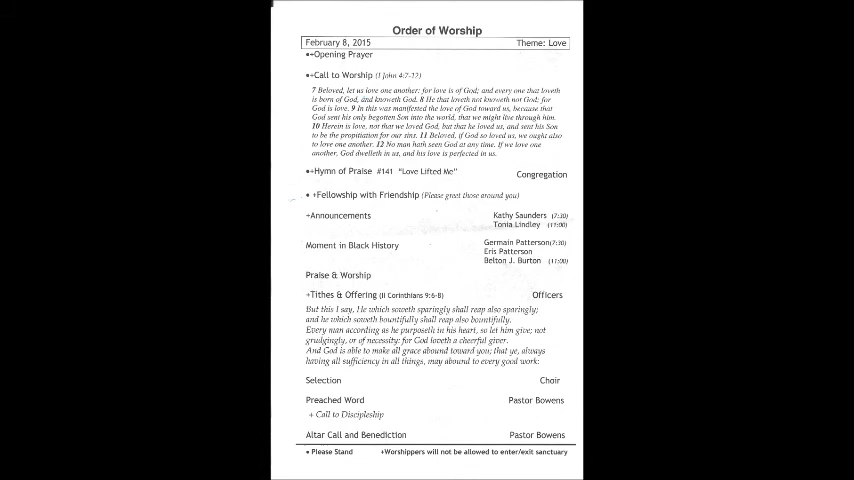 Order of Worship
February 8, 2015 Theme: Love
•+Opening Prayer
•+Call to Worship (I John 4:7-12)
7 Beloved, let us love one another: for love is of God; and every one that loveth
is born of God, and knoweth God. 8 He that loveth not knoweth not God; for
God is love. 9 In this was manifested the love of God toward us, because that
God sent his only begotten Son into the world, that we might live through him.
10 Herein is love, not that we loved God, but that he loved us, and sent his Son
to be the propitiation for our sins. 11 Beloved, if God so loved us, we ought also
to love one another. 12 No man hath seen God at any time. If we love one
another, God dwelleth in us, and his love is perfected in us.
•+Hymn of Praise #141 "Love Lifted Me"
Congregation
• +Fellowship with Friendship (Please greet those around you)
+Announcements Kathy Saunders (7:30)
Tonia Lindley (11:00)
Moment in Black History Germain Patterson(7:30)
Eris Patterson
Belton J. Burton (11:00)
Praise & Worship
+Tithes & Offering (II Corinthians 9:6-8) Officers
But this I say, He which soweth sparingly shall reap also sparingly;
and he which soweth bountifully shall reap also bountifully.
Every man according as he purposeth in his heart, so let him give; not
grudgingly, or of necessity: for God loveth a cheerful giver.
And God is able to make all grace abound toward you; that ye, always
having all sufficiency in all things, may abound to every good work:
Selection Choir
Preached Word Pastor Bowens
+ Call to Discipleship
Altar Call and Benediction Pastor Bowens
• Please Stand +Worshippers will not be allowed to enter/exit sanctuary